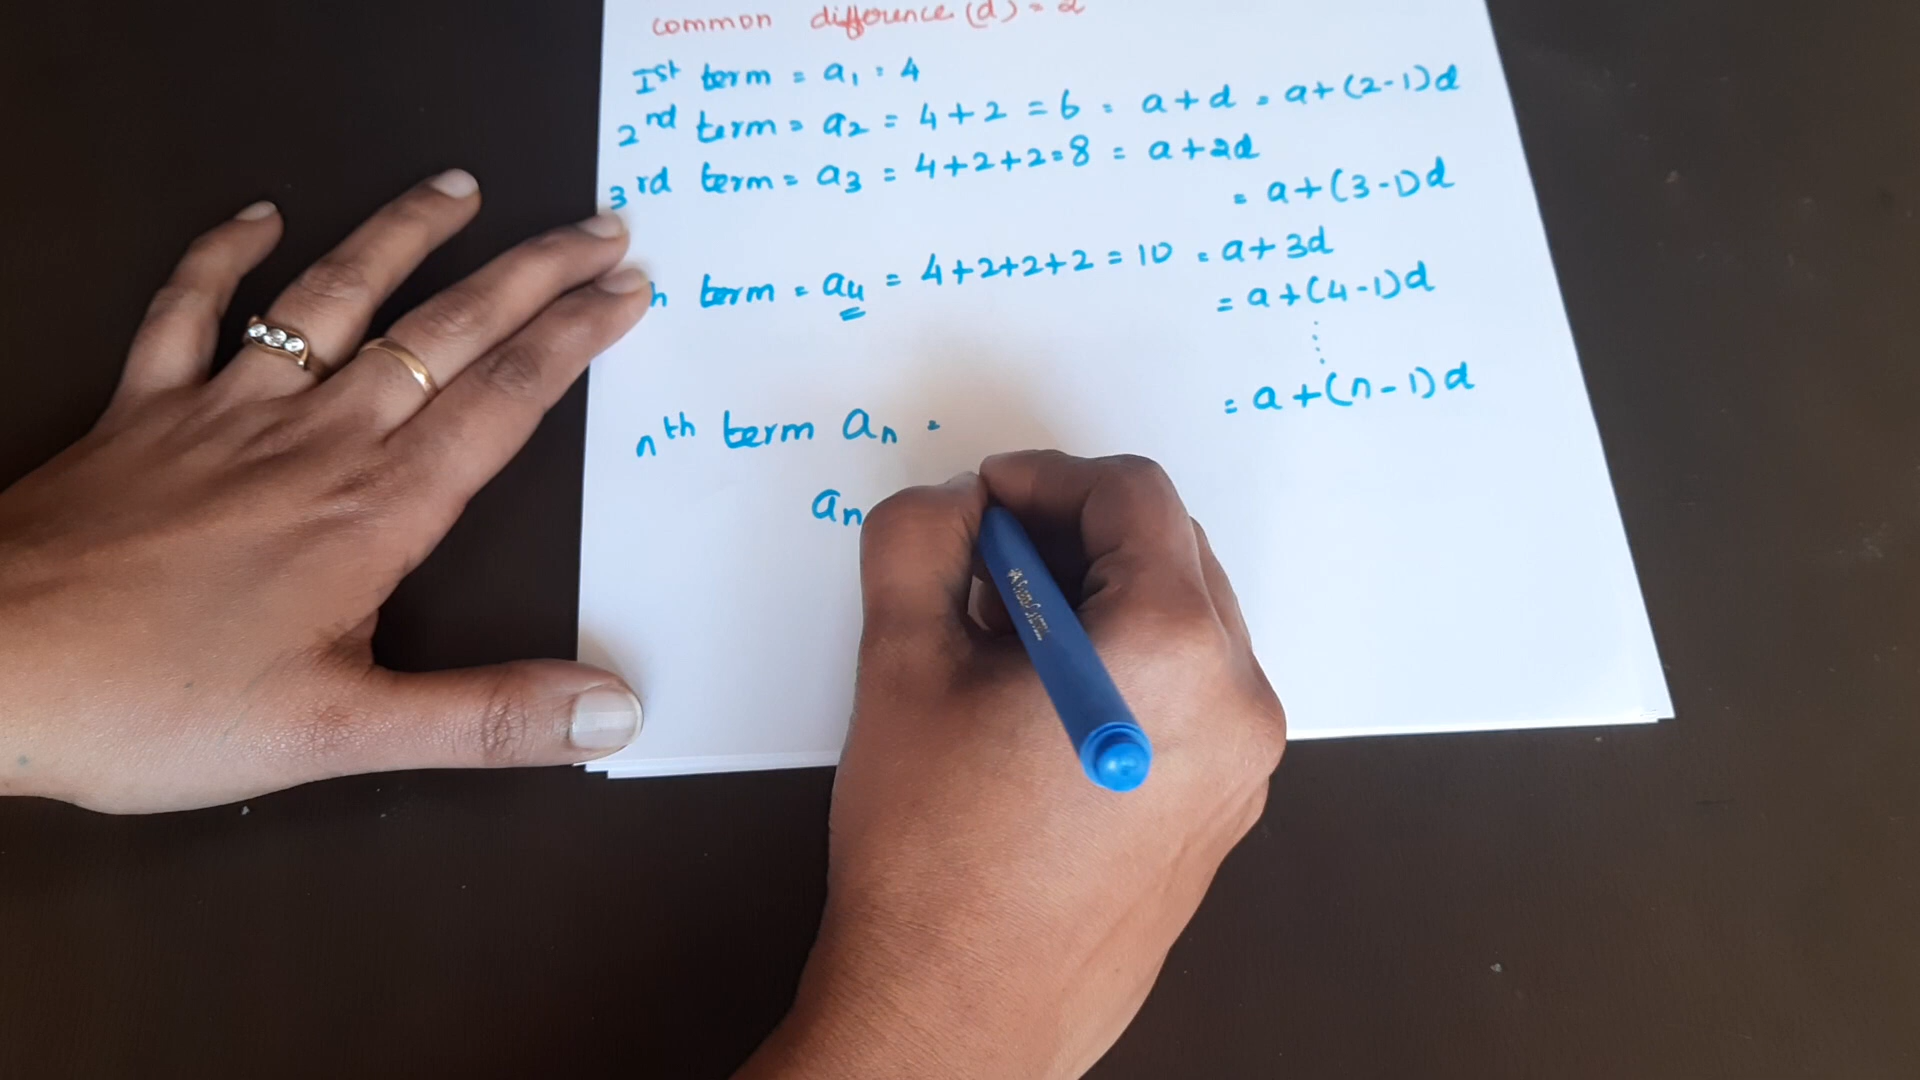 common difference (d) = 2
Ist term = a₁ = 4
2nd term = a₂ = 4+2 = 6 = a+d = a+(2-1)d
3rd term = a₃ = 4+2+2=8 = a+2d
= a+(3-1)d
h term = a₄ = 4+2+2+2 = 10 = a+3d
= a+(4-1)d
= a+(n-1)d
nth term aₙ =
aₙ